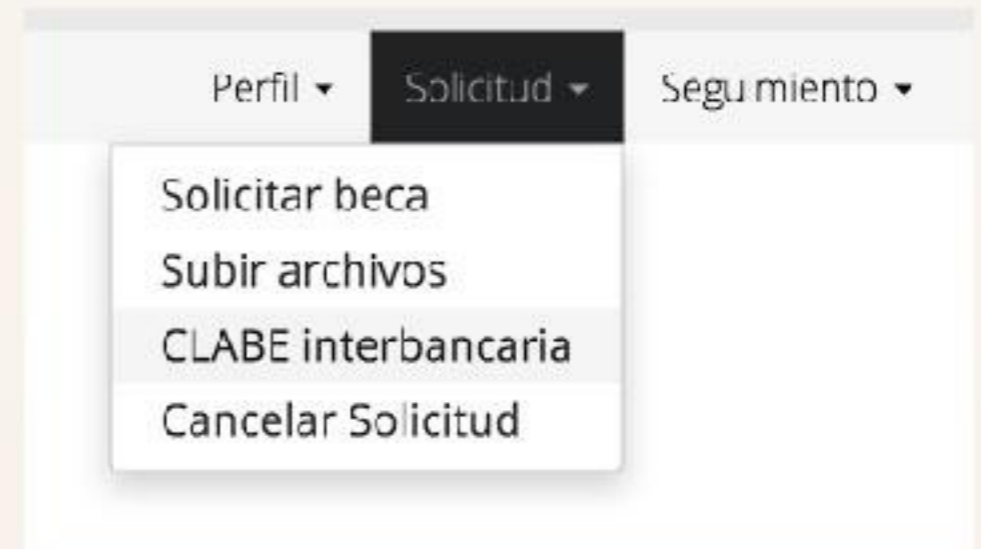 Perfil Solicitud Seguimiento
Solicitar beca
Subir archivos
CLABE interbancaria
Cancelar Solicitud